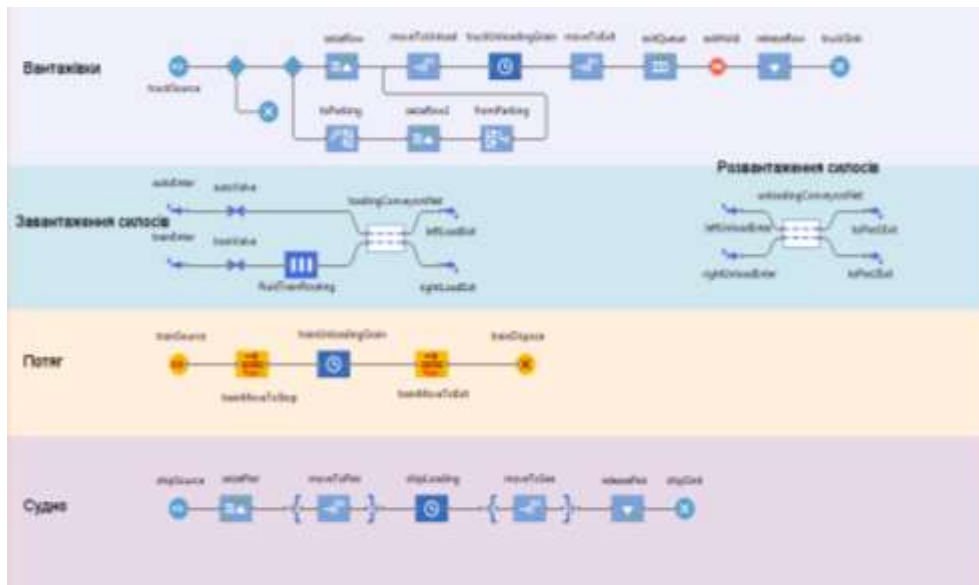 Вантажівки
truckSource
seizeRow
moveToUnload
truckUnloadingGrain
moveToExit
exitQueue
exitHold
releaseRow
truckSink
toParking
seizeRow2
fromParking
Завантаження силосів
autoEnter
autoValve
trainEnter
trainValve
fluidTrainRouting
loadingConveyorsNet
leftLoadExit
rightLoadExit
Розвантаження силосів
unloadingConveyorsNet
leftUnloadEnter
rightUnloadEnter
toPier1Exit
toPier2Exit
Потяг
trainSource
trainMoveToStop
trainUnloadingGrain
trainMoveToExit
trainDispose
Судно
shipSource
seizePier
moveToPier
shipLoading
moveToSea
releasePier
shipSink